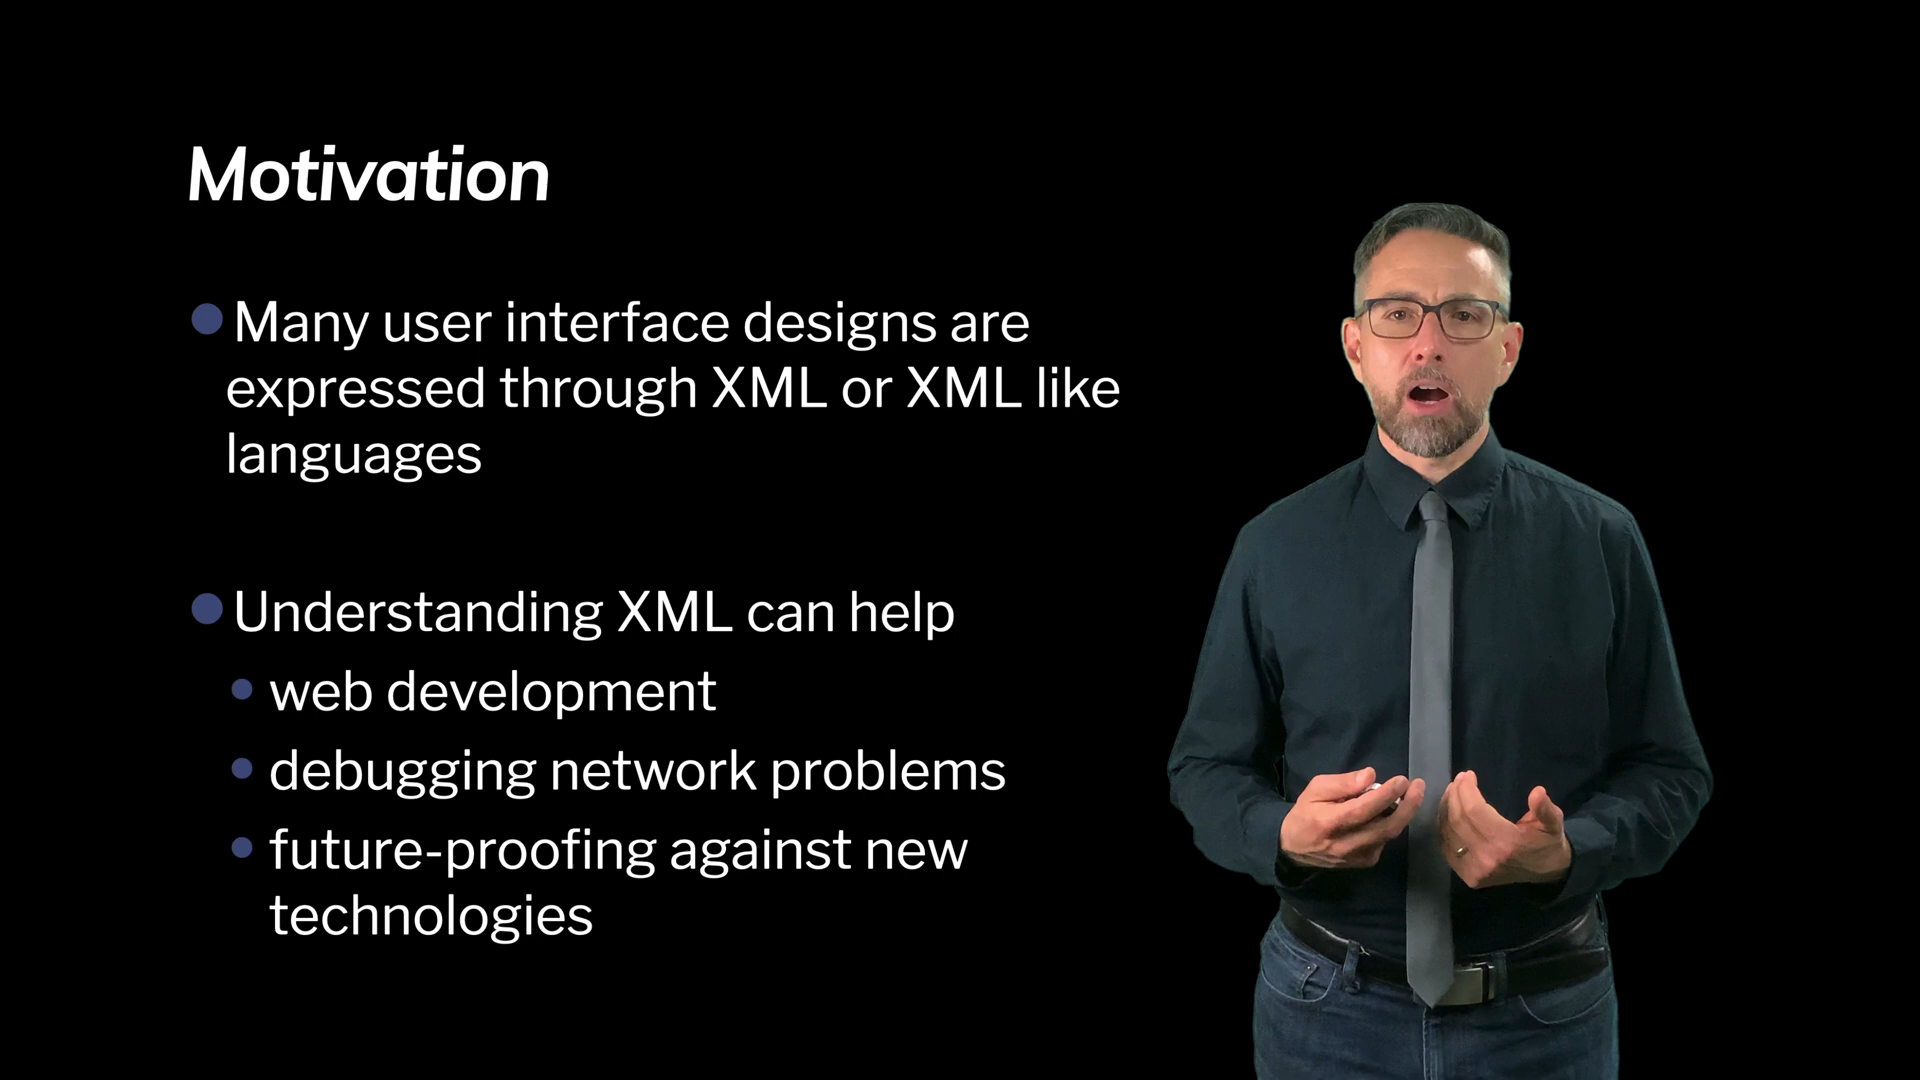 Motivation
Many user interface designs are
expressed through XML or XML like
languages
Understanding XML can help
web development
debugging network problems
future-proofing against new
technologies